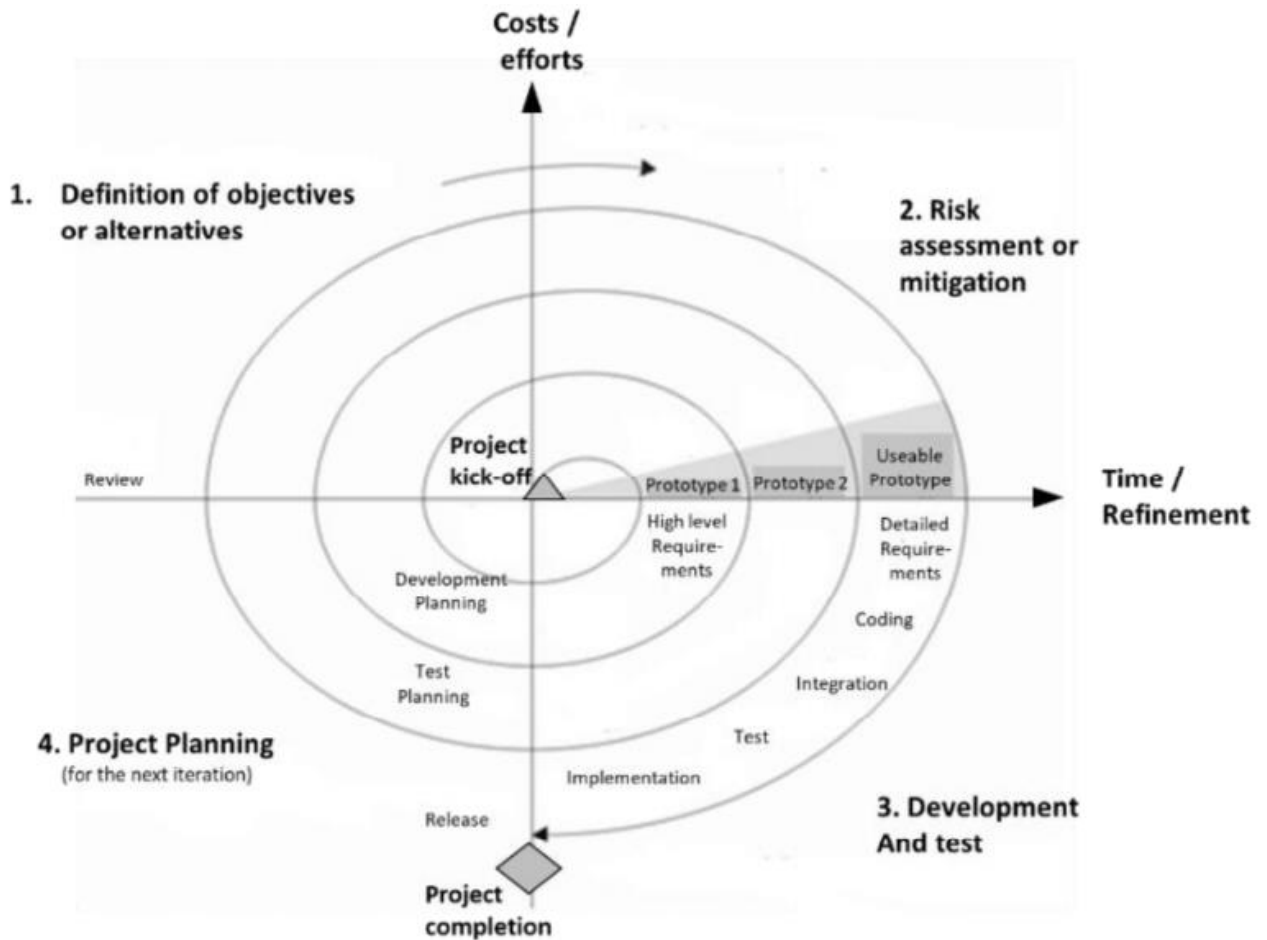 Costs /
efforts
1. Definition of objectives
or alternatives
2. Risk
assessment or
mitigation
Project
kick-off
Review
Prototype 1
Prototype 2
Useable
Prototype
Time /
Refinement
High level
Require-
ments
Detailed
Require-
ments
Development
Planning
Coding
Test
Planning
Integration
4. Project Planning
(for the next iteration)
Test
Implementation
Release
3. Development
And test
Project
completion